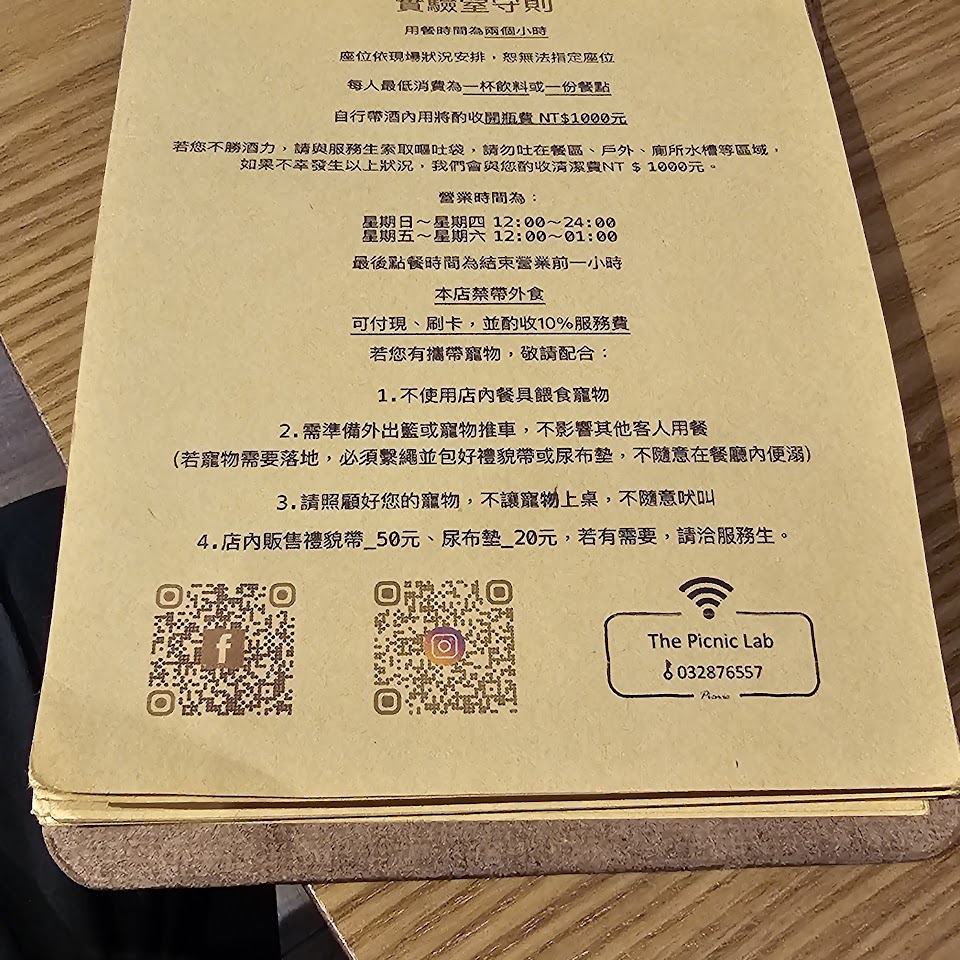 實驗室守則
用餐時間為兩個小時
座位依現場狀況安排，恕無法指定座位
每人最低消費為一杯飲料或一份餐點
自行帶酒內用將酌收開瓶費 NT$1000元
若您不勝酒力，請與服務生索取嘔吐袋，請勿吐在餐區、戶外、廁所水槽等區域，
如果不幸發生以上狀況，我們會與您酌收清潔費NT $ 1000元。
營業時間為：
星期日～星期四 12:00～24:00
星期五～星期六 12:00～01:00
最後點餐時間為結束營業前一小時
本店禁帶外食
可付現、刷卡，並酌收10%服務費
若您有攜帶寵物，敬請配合：
1.不使用店內餐具餵食寵物
2.需準備外出籃或寵物推車，不影響其他客人用餐
(若寵物需要落地，必須繫繩並包好禮貌帶或尿布墊，不隨意在餐廳內便溺)
3.請照顧好您的寵物，不讓寵物上桌，不隨意吠叫
4.店內販售禮貌帶_50元、尿布墊_20元，若有需要，請洽服務生。
The Picnic Lab
032876557